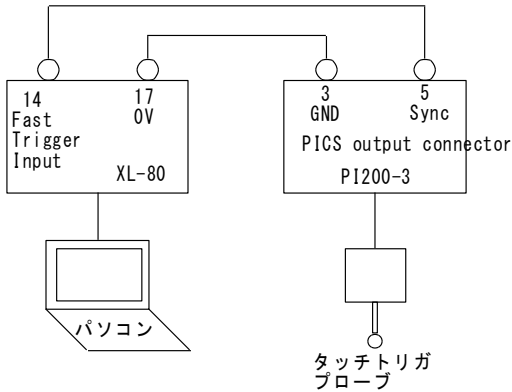 14
Fast
Trigger
Input
17
0V
XL-80
3
GND
5
Sync
PICS output connector
PI200-3
パソコン
タッチトリガ
プローブ